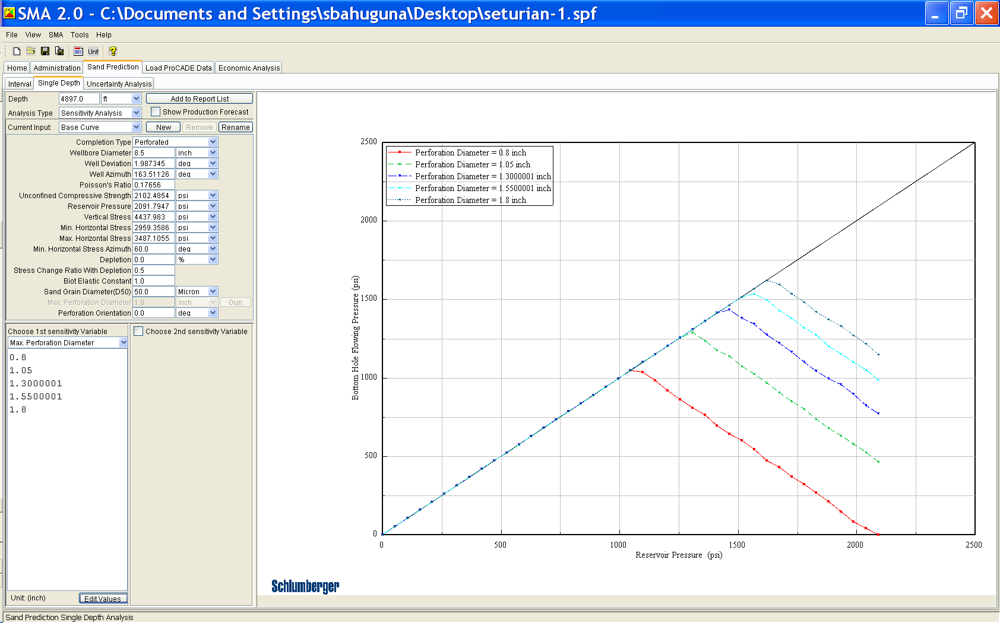 SMA 2.0 - C:\Documents and Settings\sbahuguna\Desktop\seturian-1.spf
File View SMA Tools Help
Unit
Home Administration Sand Prediction Load ProCADE Data Economic Analysis
Interval Single Depth Uncertainty Analysis
Depth 4897.0 ft Add to Report List
Analysis Type Sensitivity Analysis Show Production Forecast
Current Input: Base Curve New Remove Rename
Completion Type Perforated
Wellbore Diameter 8.5 inch
Well Deviation 1.987345 deg
Well Azimuth 163.51126 deg
Poisson's Ratio 0.17656
Unconfined Compressive Strength 2102.4854 psi
Reservoir Pressure 2091.7947 psi
Vertical Stress 4437.983 psi
Min. Horizontal Stress 2959.3586 psi
Max. Horizontal Stress 3487.1055 psi
Min. Horizontal Stress Azimuth 60.0 deg
Depletion 0.0 %
Stress Change Ratio With Depletion 0.5
Biot Elastic Constant 1.0
Sand Grain Diameter(D50) 50.0 Micron
Max. Perforation Diameter 1.0 inch Gun
Perforation Orientation 0.0 deg
Choose 1st sensitivity Variable
Max. Perforation Diameter
0.8
1.05
1.3000001
1.5500001
1.8
Unit: (inch) Edit Values
Choose 2nd sensitivity Variable
Perforation Diameter = 0.8 inch
Perforation Diameter = 1.05 inch
Perforation Diameter = 1.3000001 inch
Perforation Diameter = 1.5500001 inch
Perforation Diameter = 1.8 inch
2500
2000
1500
1000
500
0
Bottom Hole Flowing Pressure (psi)
0 500 1000 1500 2000 2500
Reservoir Pressure (psi)
Schlumberger
Sand Prediction Single Depth Analysis